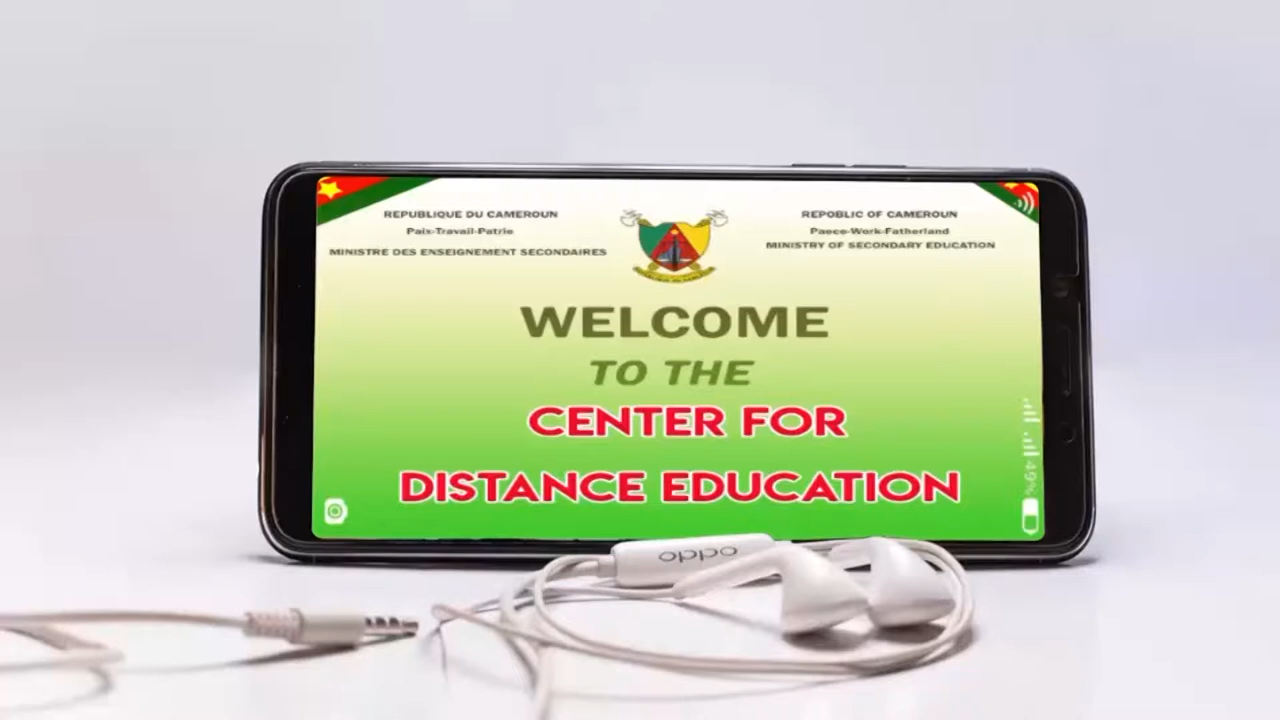 REPUBLIQUE DU CAMEROUN
Paix-Travail-Patrie
MINISTRE DES ENSEIGNEMENT SECONDAIRES
REPOBLIC OF CAMEROUN
Paece-Work-Fatherland
MINISTRY OF SECONDARY EDUCATION
WELCOME
TO THE
CENTER FOR
DISTANCE EDUCATION
49%
oppo